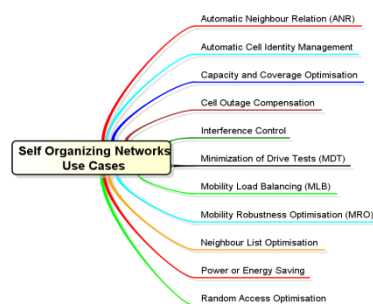 Automatic Neighbour Relation (ANR)
Automatic Cell Identity Management
Capacity and Coverage Optimisation
Cell Outage Compensation
Interference Control
Self Organizing Networks
Use Cases
Minimization of Drive Tests (MDT)
Mobility Load Balancing (MLB)
Mobility Robustness Optimisation (MRO)
Neighbour List Optimisation
Power or Energy Saving
Random Access Optimisation